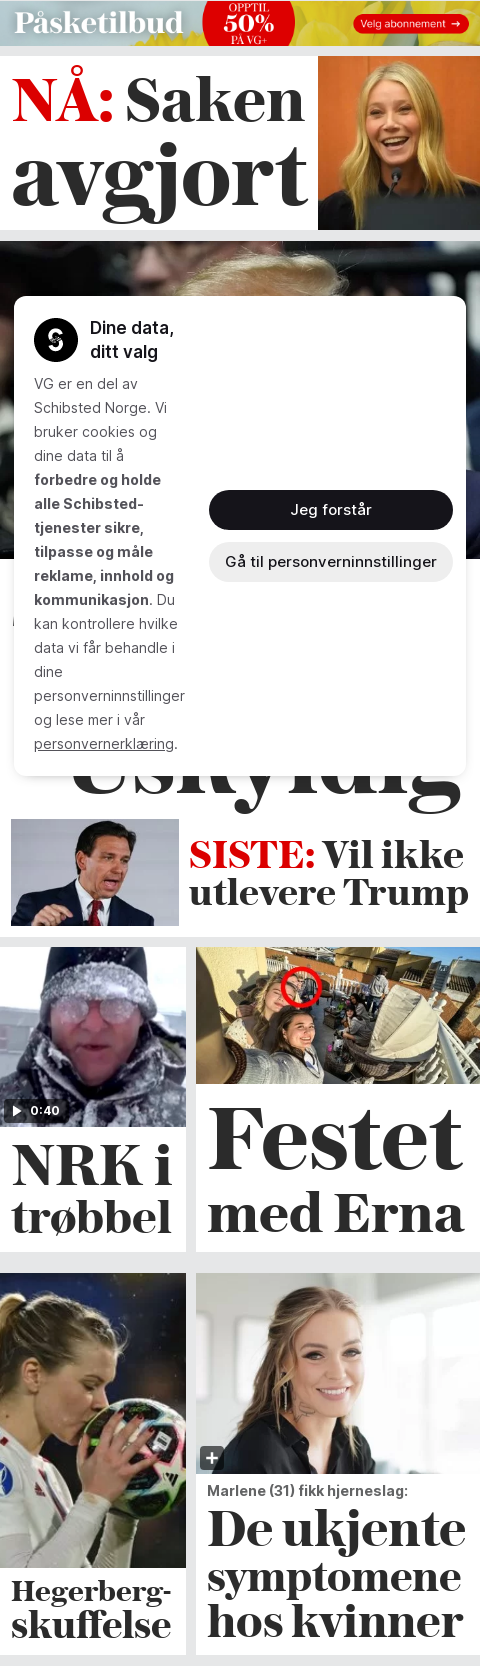 Påsketilbud
OPPTIL
50%
PÅ VG+
Velg abonnement →
NÅ: Saken
avgjort
Dine data,
ditt valg
VG er en del av
Schibsted Norge. Vi
bruker cookies og
dine data til å
forbedre og holde
alle Schibsted-
tjenester sikre,
tilpasse og måle
reklame, innhold og
kommunikasjon. Du
kan kontrollere hvilke
data vi får behandle i
dine
personverninnstillinger
og lese mer i vår
personvernerklæring.
Jeg forstår
Gå til personverninnstillinger
Uskyldig
SISTE: Vil ikke
utlevere Trump
0:40
NRK i
trøbbel
Festet
med Erna
Hegerberg-
skuffelse
Marlene (31) fikk hjerneslag:
De ukjente
symptomene
hos kvinner